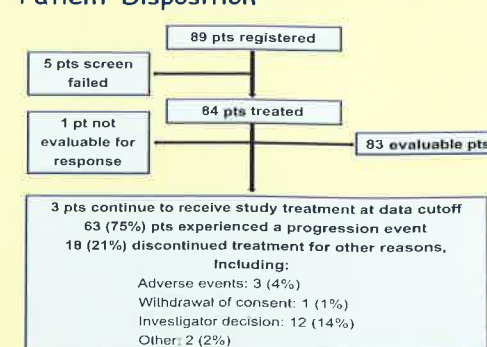 Patient Disposition
89 pts registered
5 pts screen
failed
84 pts treated
1 pt not
evaluable for
response
83 evaluable pts
3 pts continue to receive study treatment at data cutoff
63 (75%) pts experienced a progression event
18 (21%) discontinued treatment for other reasons,
Including:
Adverse events: 3 (4%)
Withdrawal of consent: 1 (1%)
Investigator decision: 12 (14%)
Other: 2 (2%)